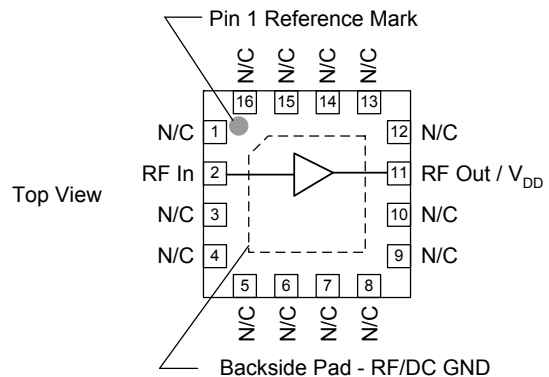 Pin 1 Reference Mark
N/C N/C N/C N/C
16 15 14 13
N/C 1 12 N/C
RF In 2 11 RF Out / VDD
Top View
N/C 3 10 N/C
N/C 4 9 N/C
5 6 7 8
N/C N/C N/C N/C
Backside Pad - RF/DC GND